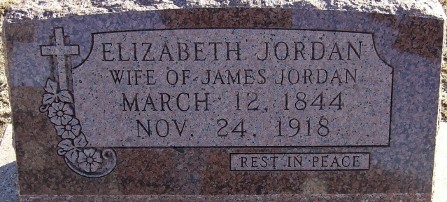 ELIZABETH JORDAN
WIFE OF JAMES JORDAN
MARCH 12, 1844
NOV. 24, 1918
REST IN PEACE